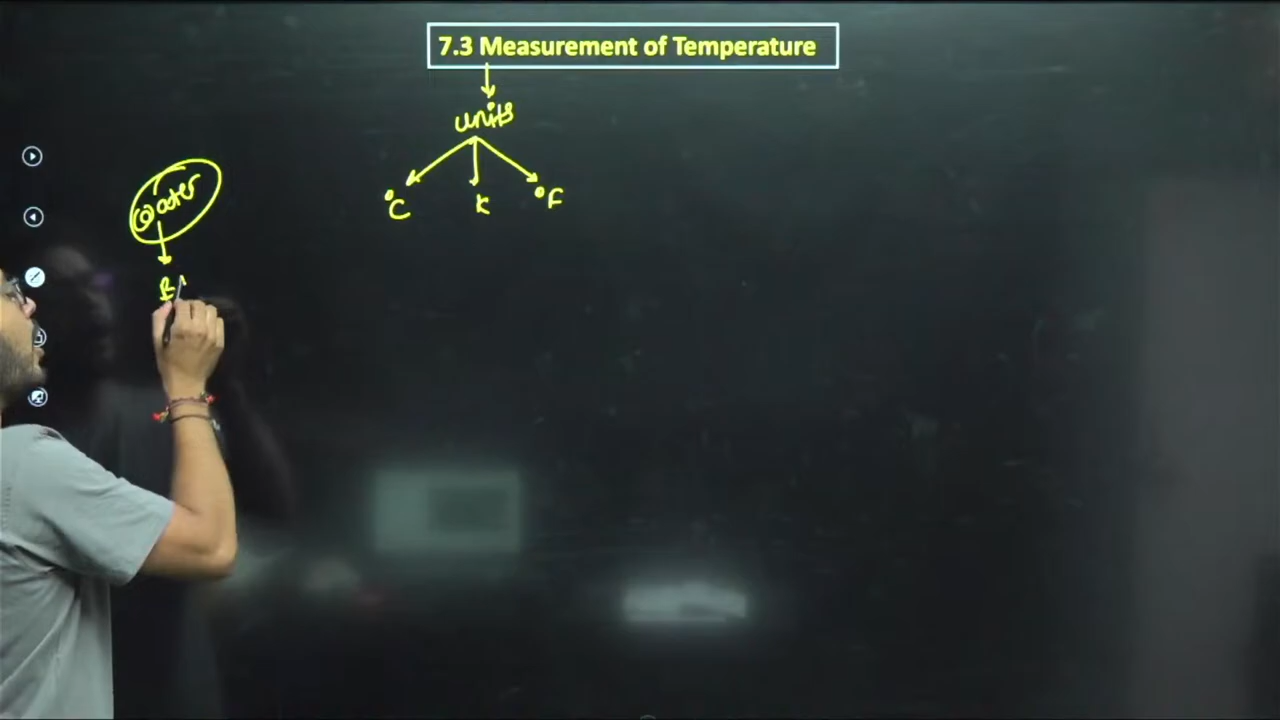 7.3 Measurement of Temperature
units
°C K °F
water